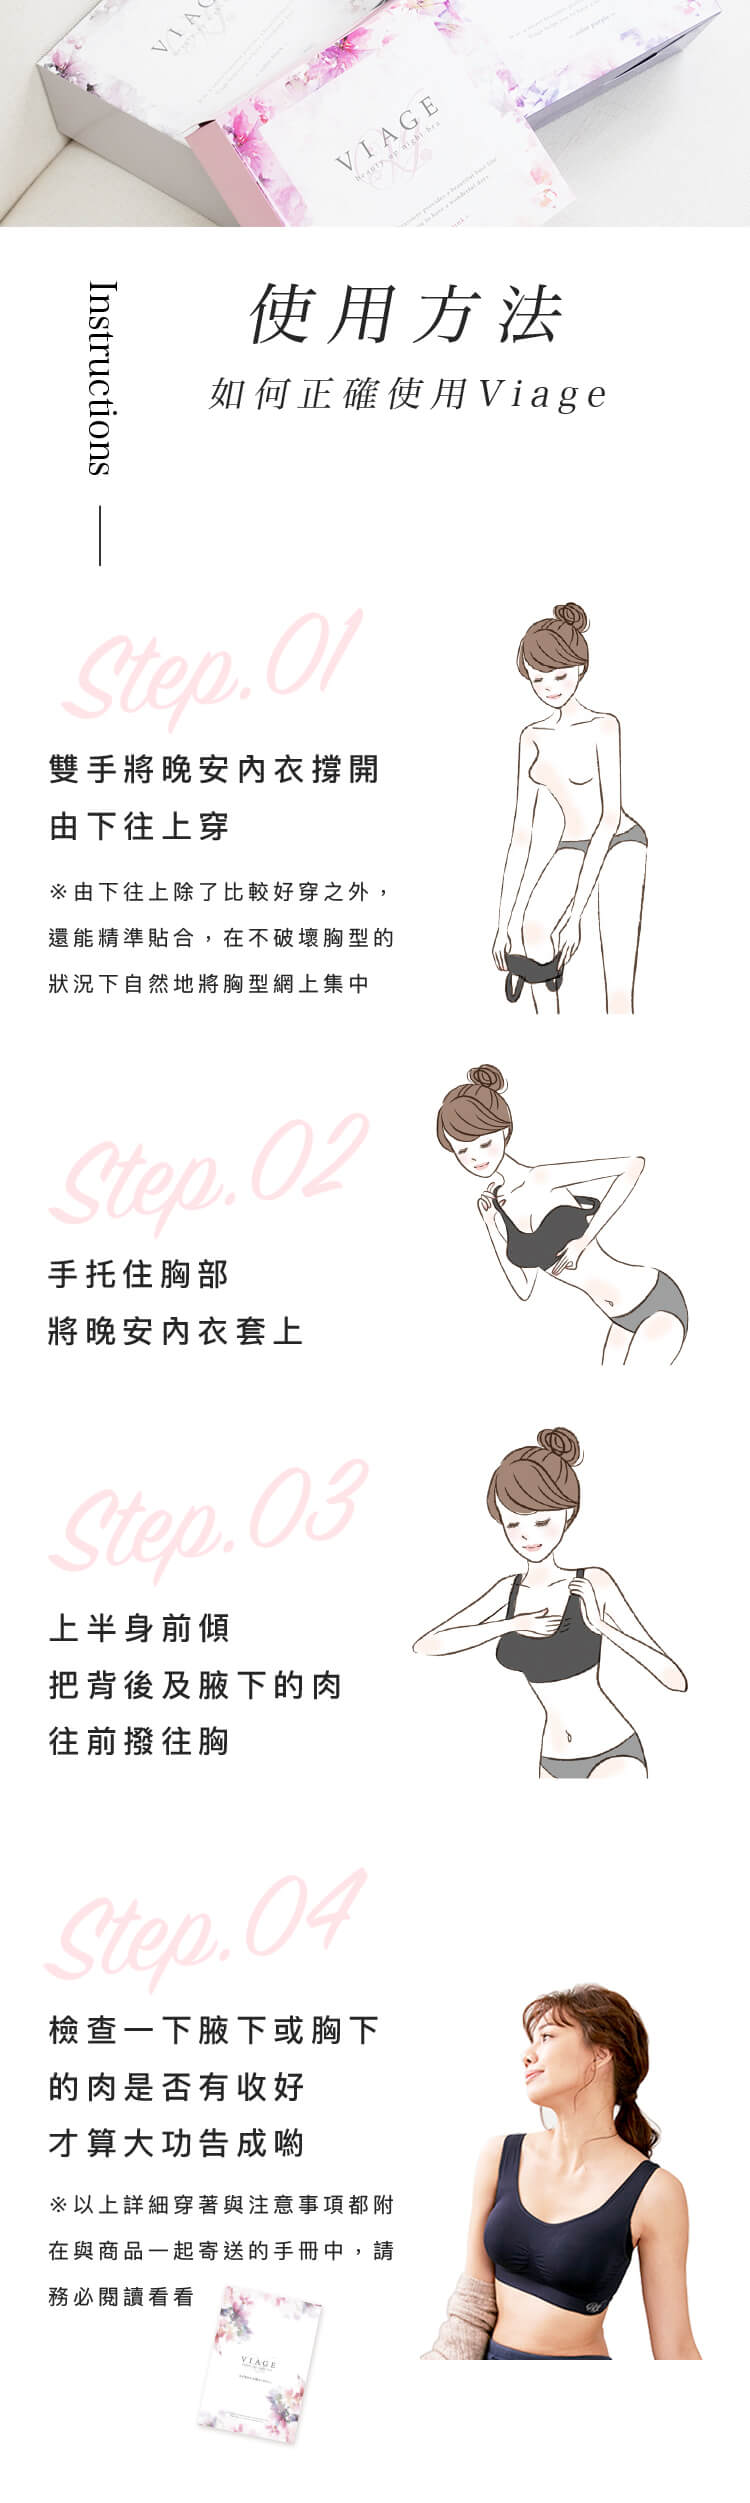 VIAGE
Beauty up night bra
Instructions
使用方法
如何正確使用Viage
Step.01
雙手將晚安內衣撐開
由下往上穿
※由下往上除了比較好穿之外，
還能精準貼合，在不破壞胸型的
狀況下自然地將胸型網上集中
Step.02
手托住胸部
將晚安內衣套上
Step.03
上半身前傾
把背後及腋下的肉
往前撥往胸
Step.04
檢查一下腋下或胸下
的肉是否有收好
才算大功告成喲
※以上詳細穿著與注意事項都附
在與商品一起寄送的手冊中，請
務必閱讀看看
VIAGE